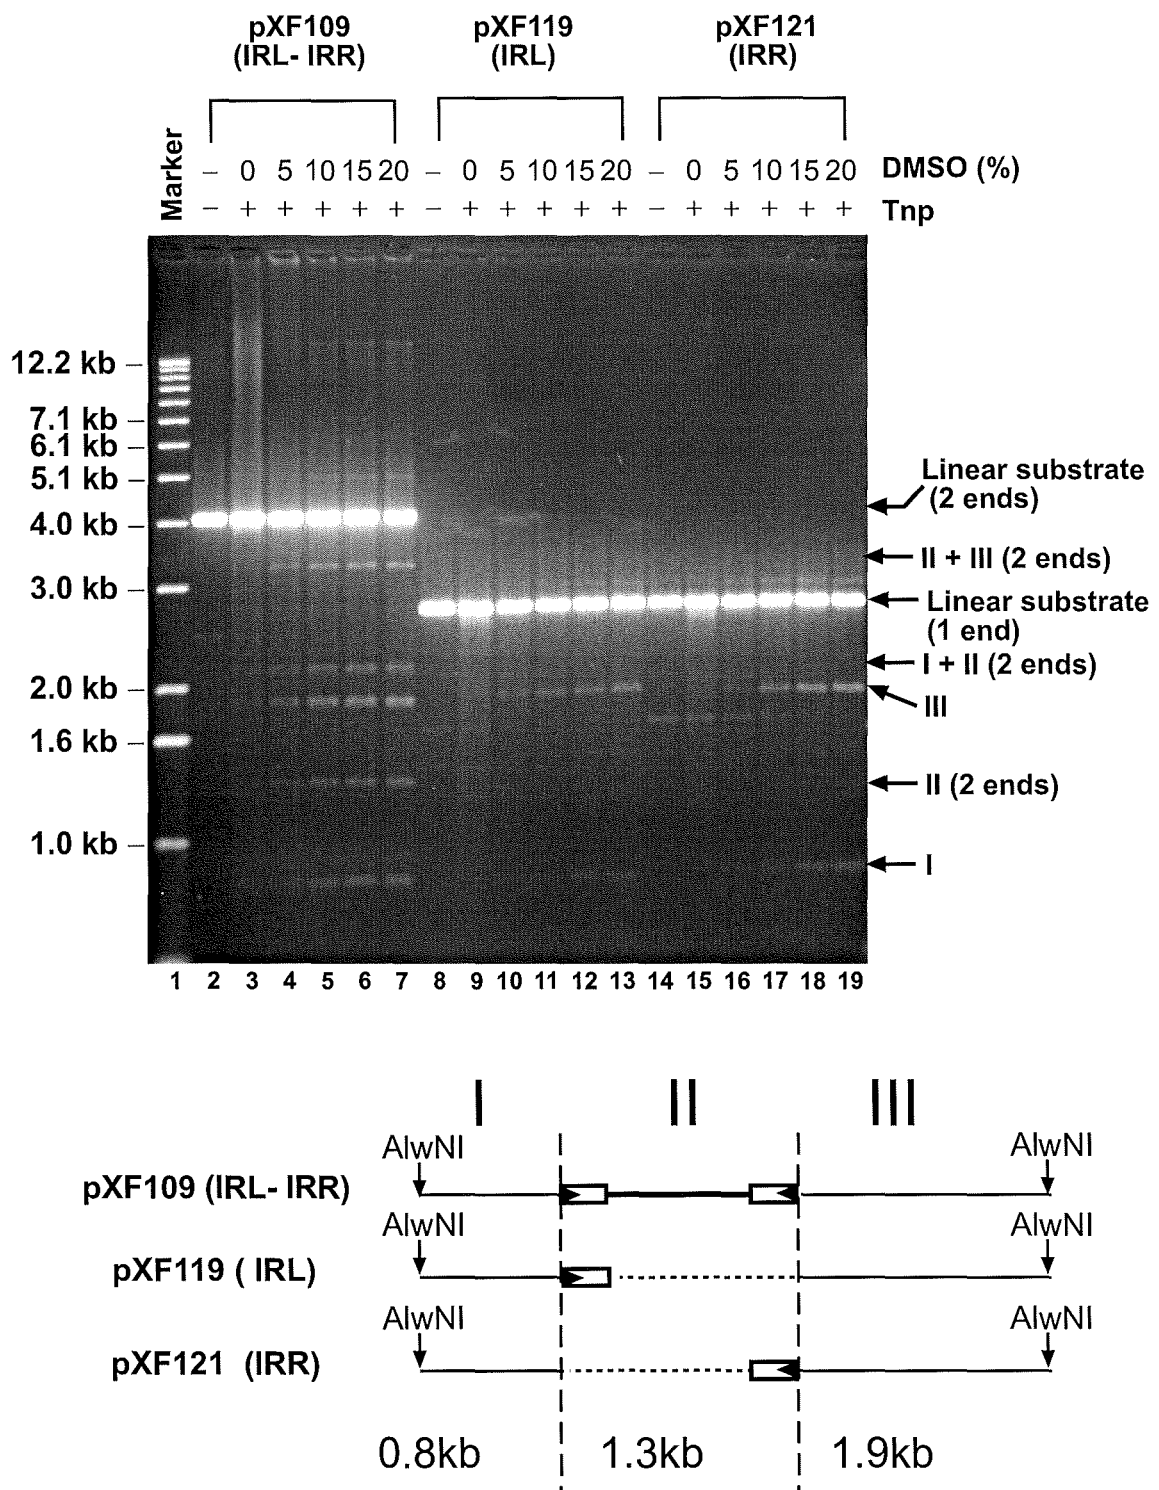 pXF109 pXF119 pXF121
(IRL- IRR) (IRL) (IRR)
Marker
– 0 5 10 15 20 – 0 5 10 15 20 – 0 5 10 15 20 DMSO (%)
– + + + + + – + + + + + – + + + + + Tnp
12.2 kb –
7.1 kb –
6.1 kb –
5.1 kb –
4.0 kb –
3.0 kb –
2.0 kb –
1.6 kb –
1.0 kb –
Linear substrate
(2 ends)
II + III (2 ends)
Linear substrate
(1 end)
I + II (2 ends)
III
II (2 ends)
I
1 2 3 4 5 6 7 8 9 10 11 12 13 14 15 16 17 18 19
I II III
AlwNI AlwNI
pXF109 (IRL- IRR)
AlwNI AlwNI
pXF119 ( IRL)
AlwNI AlwNI
pXF121 (IRR)
0.8kb 1.3kb 1.9kb